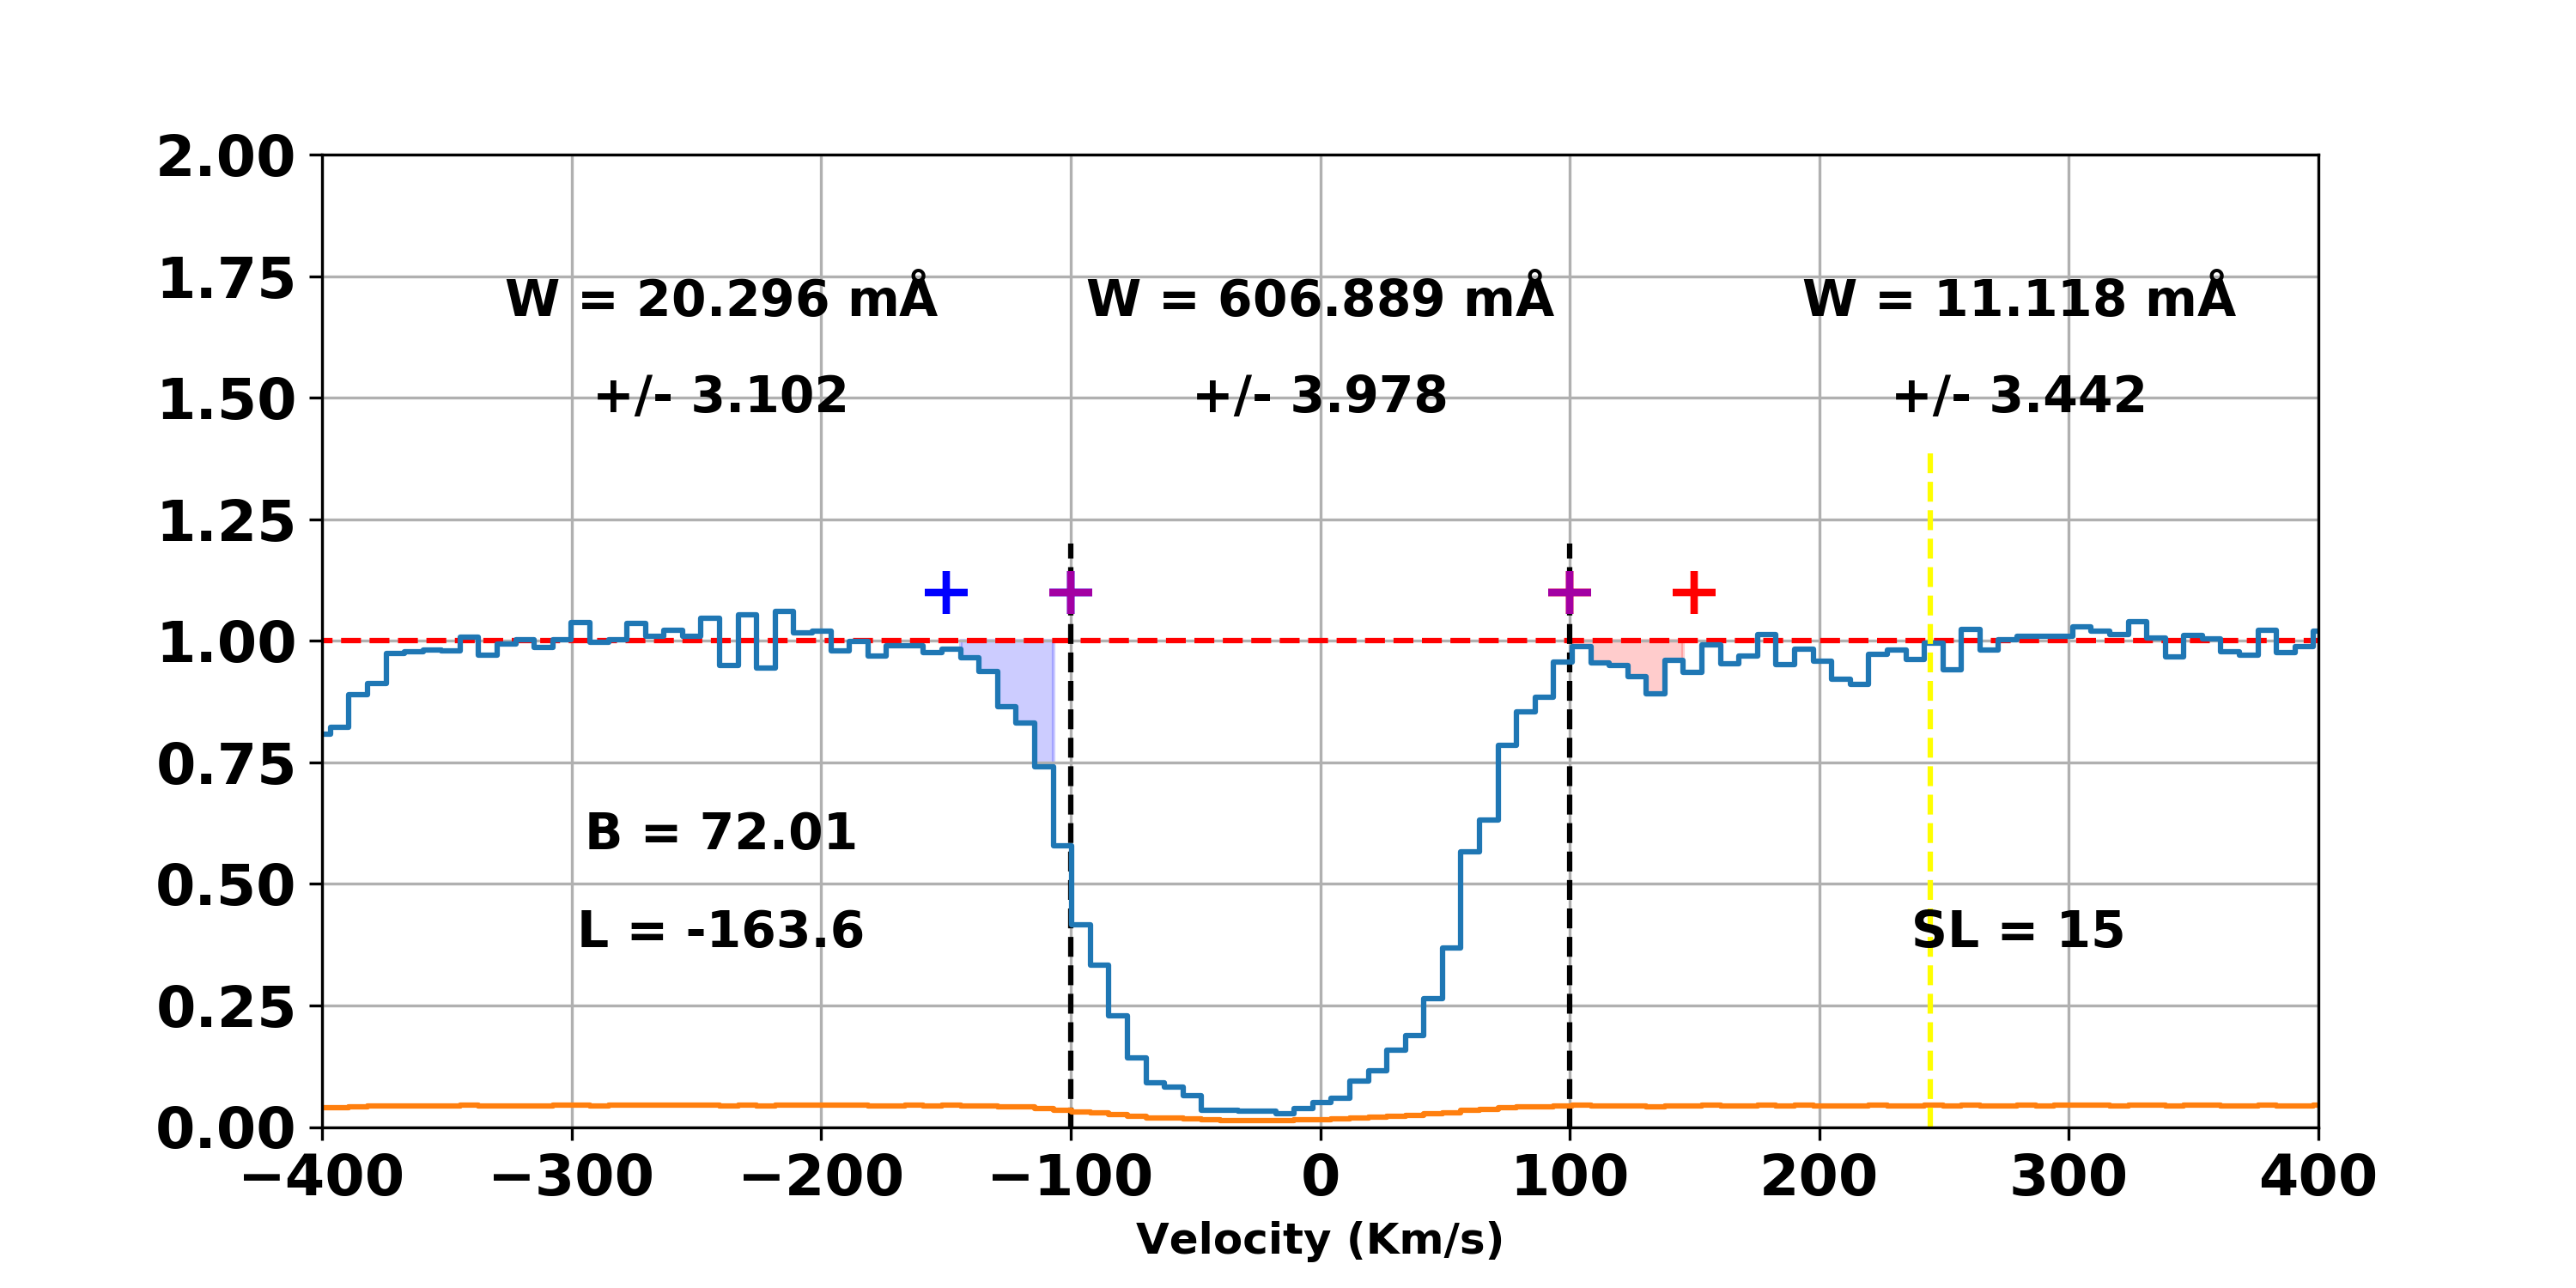 2.00
1.75
W = 20.296 mÅ W = 606.889 mÅ W = 11.118 mÅ
1.50
+/- 3.102 +/- 3.978 +/- 3.442
1.25
1.00
0.75
B = 72.01
0.50
L = -163.6 SL = 15
0.25
0.00
−400 −300 −200 −100 0 100 200 300 400
Velocity (Km/s)